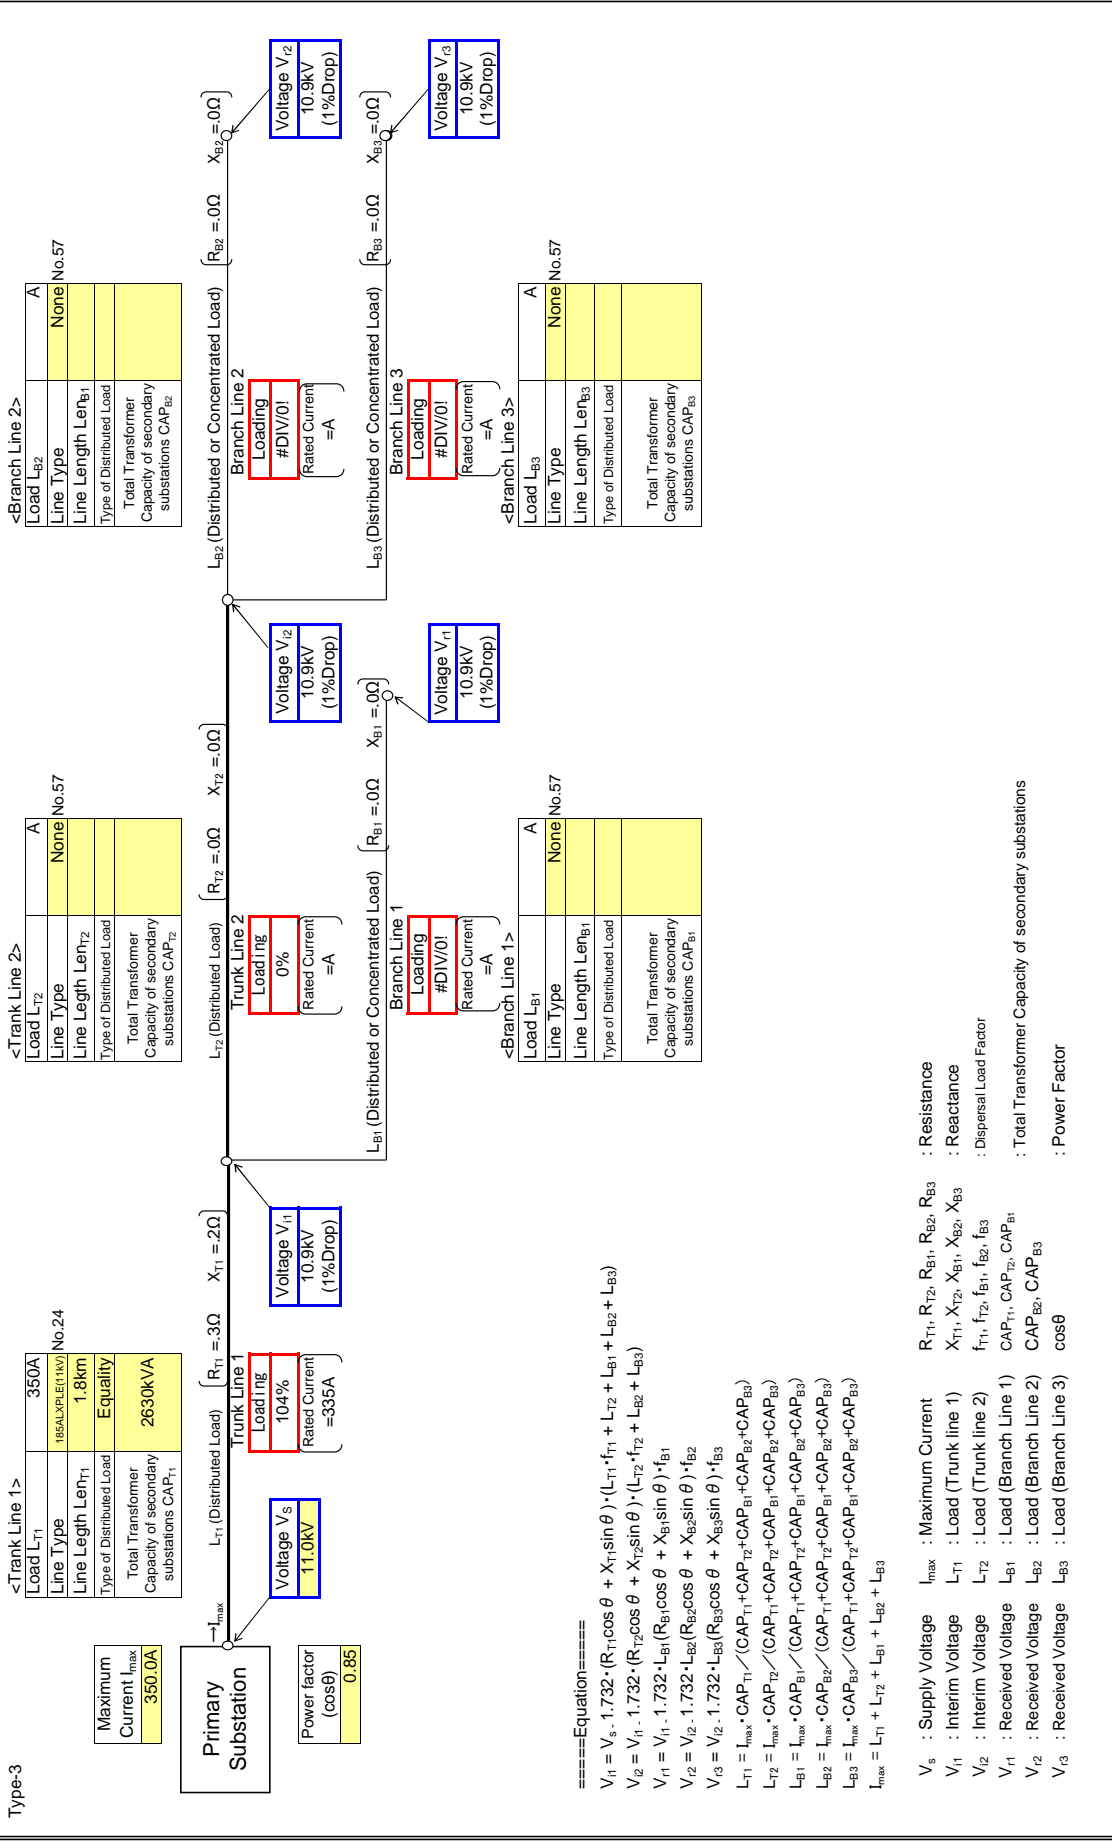 Type-3
Maximum
Current Imax
350.0A
Primary
Substation
Power factor
(cosθ)
0.85
→Imax
Voltage VS
11.0kV
<Trank Line 1>
Load LT1 350A
Line Type 185ALXPLE(11kV) No.24
Line Length LenT1 1.8km
Type of Distributed Load Equality
Total Transformer
Capacity of secondary
substations CAPT1
2630kVA
LT1 (Distributed Load)
RT1 =.3Ω XT1 =.2Ω
Trunk Line 1
Loading
104%
Rated Current
=335A
Voltage Vi1
10.9kV
(1%Drop)
<Trank Line 2>
Load LT2 A
Line Type None No.57
Line Legth LenT2
Type of Distributed Load
Total Transformer
Capacity of secondary
substations CAPT2
LT2 (Distributed Load)
RT2 =.0Ω XT2 =.0Ω
Trunk Line 2
Loading
0%
Rated Current
=A
Voltage Vi2
10.9kV
(1%Drop)
LB1 (Distributed or Concentrated Load)
RB1 =.0Ω XB1 =.0Ω
Branch Line 1
Loading
#DIV/0!
Rated Current
=A
Voltage Vr1
10.9kV
(1%Drop)
<Branch Line 1>
Load LB1 A
Line Type None No.57
Line Length LenB1
Type of Distributed Load
Total Transformer
Capacity of secondary
substations CAPB1
<Branch Line 2>
Load LB2 A
Line Type None No.57
Line Length LenB1
Type of Distributed Load
Total Transformer
Capacity of secondary
substations CAPB2
LB2 (Distributed or Concentrated Load)
RB2 =.0Ω XB2 =.0Ω
Branch Line 2
Loading
#DIV/0!
Rated Current
=A
Voltage Vr2
10.9kV
(1%Drop)
LB3 (Distributed or Concentrated Load)
RB3 =.0Ω XB3 =.0Ω
Branch Line 3
Loading
#DIV/0!
Rated Current
=A
Voltage Vr3
10.9kV
(1%Drop)
<Branch Line 3>
Load LB3 A
Line Type None No.57
Line Length LenB3
Type of Distributed Load
Total Transformer
Capacity of secondary
substations CAPB3
=====Equation=====
Vi1 = VS - 1.732・(RT1cosθ + XT1sinθ)・(LT1・fT1 + LT2 + LB1 + LB2 + LB3)
Vi2 = Vi1 - 1.732・(RT2cosθ + XT2sinθ)・(LT2・fT2 + LB2 + LB3)
Vr1 = Vi1 - 1.732・LB1(RB1cosθ + XB1sinθ)・fB1
Vr2 = Vi2 - 1.732・LB2(RB2cosθ + XB2sinθ)・fB2
Vr3 = Vi2 - 1.732・LB3(RB3cosθ + XB3sinθ)・fB3
LT1 = Imax・CAPT1／(CAPT1+CAPT2+CAPB1+CAPB2+CAPB3)
LT2 = Imax・CAPT2／(CAPT1+CAPT2+CAPB1+CAPB2+CAPB3)
LB1 = Imax・CAPB1／(CAPT1+CAPT2+CAPB1+CAPB2+CAPB3)
LB2 = Imax・CAPB2／(CAPT1+CAPT2+CAPB1+CAPB2+CAPB3)
LB3 = Imax・CAPB3／(CAPT1+CAPT2+CAPB1+CAPB2+CAPB3)
Imax = LT1 + LT2 + LB1 + LB2 + LB3
Vs : Supply Voltage Imax : Maximum Current RT1, RT2, RB1, RB2, RB3 : Resistance
Vi1 : Interim Voltage LT1 : Load (Trunk line 1) XT1, XT2, XB1, XB2, XB3 : Reactance
Vi2 : Interim Voltage LT2 : Load (Trunk line 2) fT1, fT2, fB1, fB2, fB3 : Dispersal Load Factor
Vr1 : Received Voltage LB1 : Load (Branch Line 1) CAPT1, CAPT2, CAPB1 : Total Transformer Capacity of secondary substations
Vr2 : Received Voltage LB2 : Load (Branch Line 2) CAPB2, CAPB3
Vr3 : Received Voltage LB3 : Load (Branch Line 3) cosθ : Power Factor